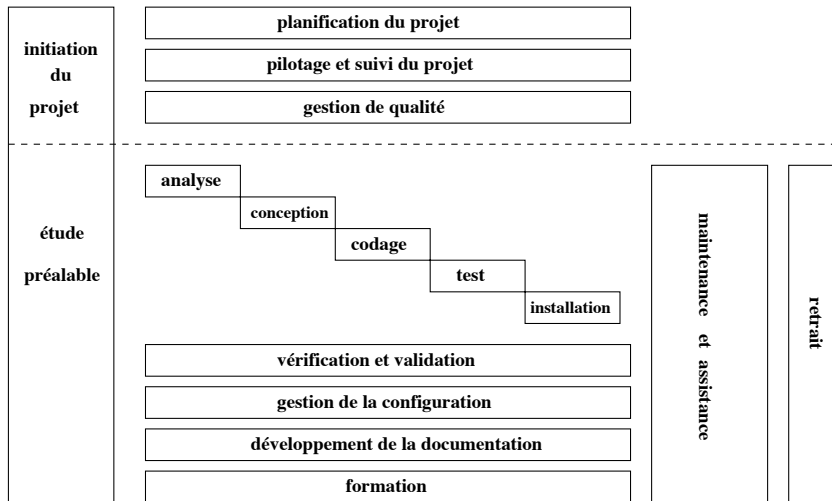 initiation
du
projet
planification du projet
pilotage et suivi du projet
gestion de qualité
étude
préalable
analyse
conception
codage
test
installation
vérification et validation
gestion de la configuration
développement de la documentation
formation
maintenance et assistance
retrait